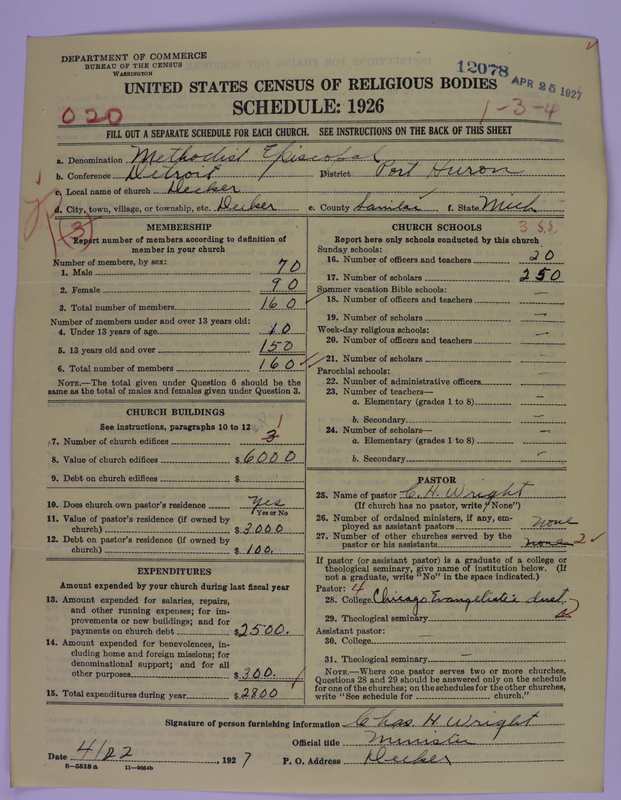 DEPARTMENT OF COMMERCE
BUREAU OF THE CENSUS
WASHINGTON
12078 APR 25 1927
UNITED STATES CENSUS OF RELIGIOUS BODIES
020 SCHEDULE: 1926 1-3-4
FILL OUT A SEPARATE SCHEDULE FOR EACH CHURCH. SEE INSTRUCTIONS ON THE BACK OF THIS SHEET
a. Denomination Methodist Episcopal
b. Conference Detroit District Port Huron
c. Local name of church Decker
d. City, town, village, or township, etc. Decker e. County Sanilac f. State Mich
3
MEMBERSHIP
Report number of members according to definition of
member in your church
Number of members, by sex:
1. Male 70
2. Female 90
3. Total number of members 160
Number of members under and over 13 years old:
4. Under 13 years of age 10
5. 13 years old and over 150
6. Total number of members 160
NOTE.—The total given under Question 6 should be
same as the total of males and females given under Question 3.
CHURCH BUILDINGS
See instructions, paragraphs 10 to 12
7. Number of church edifices 3 1
8. Value of church edifices $6000
9. Debt on church edifices $
10. Does church own pastor's residence Yes
Yes or No
11. Value of pastor's residence (if owned by
church) $3000
12. Debt on pastor's residence (if owned by
church) $100.
EXPENDITURES
Amount expended by your church during last fiscal year
13. Amount expended for salaries, repairs,
and other running expenses; for im-
provements or new buildings; and for
payments on church debt $2500.
14. Amount expended for benevolences, in-
cluding home and foreign missions; for
denominational support; and for all
other purposes $300.
15. Total expenditures during year $2800
CHURCH SCHOOLS 3 S.S.
Report here only schools conducted by this church
Sunday schools:
16. Number of officers and teachers 20
17. Number of scholars 250
Summer vacation Bible schools:
18. Number of officers and teachers —
19. Number of scholars —
Week-day religious schools:
20. Number of officers and teachers —
21. Number of scholars —
Parochial schools:
22. Number of administrative officers —
23. Number of teachers—
a. Elementary (grades 1 to 8) —
b. Secondary —
24. Number of scholars—
a. Elementary (grades 1 to 8) —
b. Secondary —
PASTOR
25. Name of pastor C. H. Wright
(If church has no pastor, write "None")
26. Number of ordained ministers, if any, em-
ployed as assistant pastors none
27. Number of other churches served by the
pastor or his assistants none 2
If pastor (or assistant pastor) is a graduate of a college or
theological seminary, give name of institution below. (If
not a graduate, write "No" in the space indicated.)
Pastor: 4
28. College Chicago Evangelistic Inst.
29. Theological seminary
Assistant pastor:
30. College —
31. Theological seminary —
NOTE.—Where one pastor serves two or more churches,
Questions 28 and 29 should be answered only on the schedule
for one of the churches; on the schedules for the other churches,
write "See schedule for church."
Signature of person furnishing information Chas H. Wright
Official title Minister
Date , 1927 P. O. Address Decker
8-5518a 11-9054b